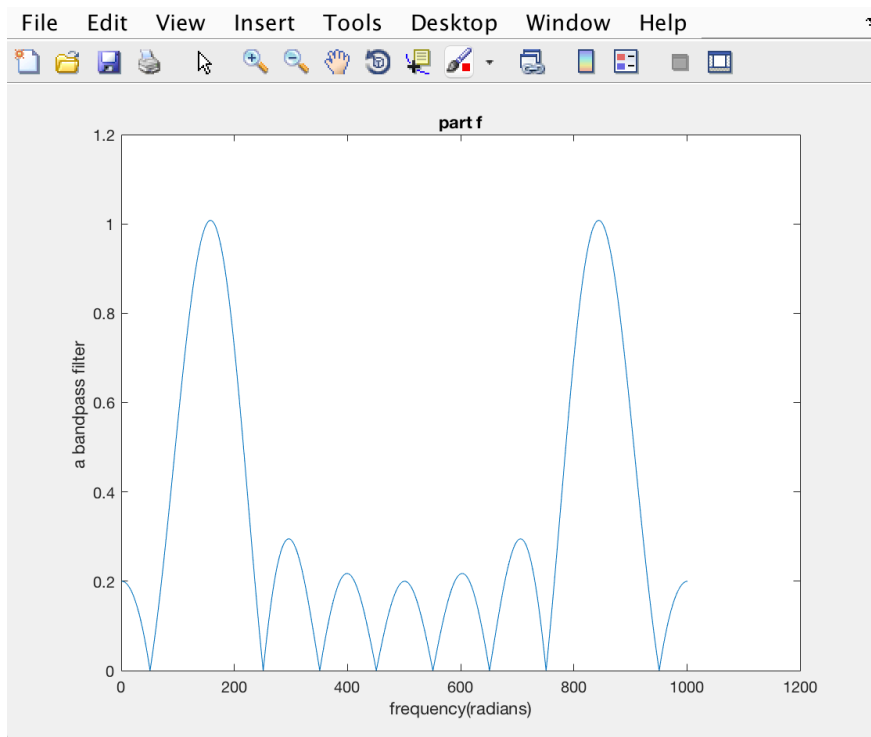 File Edit View Insert Tools Desktop Window Help
part f
1.2
1
0.8
0.6
0.4
0.2
0
a bandpass filter
0 200 400 600 800 1000 1200
frequency(radians)